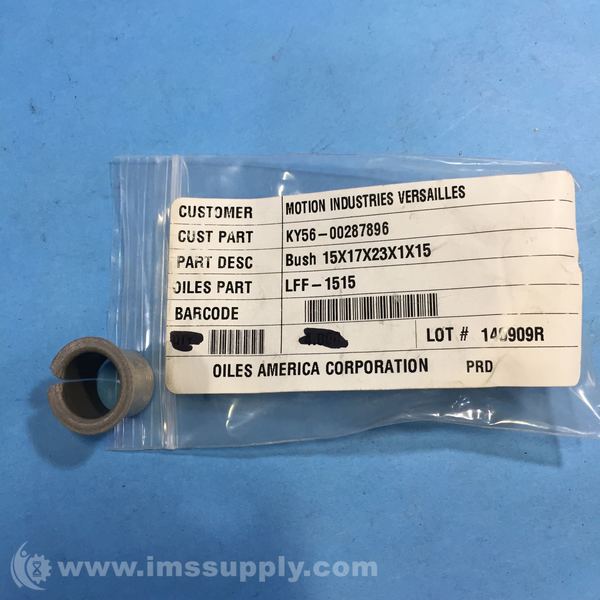 CUSTOMER MOTION INDUSTRIES VERSAILLES
CUST PART KY56-00287896
PART DESC Bush 15X17X23X1X15
OILES PART LFF-1515
BARCODE
LOT # 140909R
OILES AMERICA CORPORATION PRD
www.imssupply.com